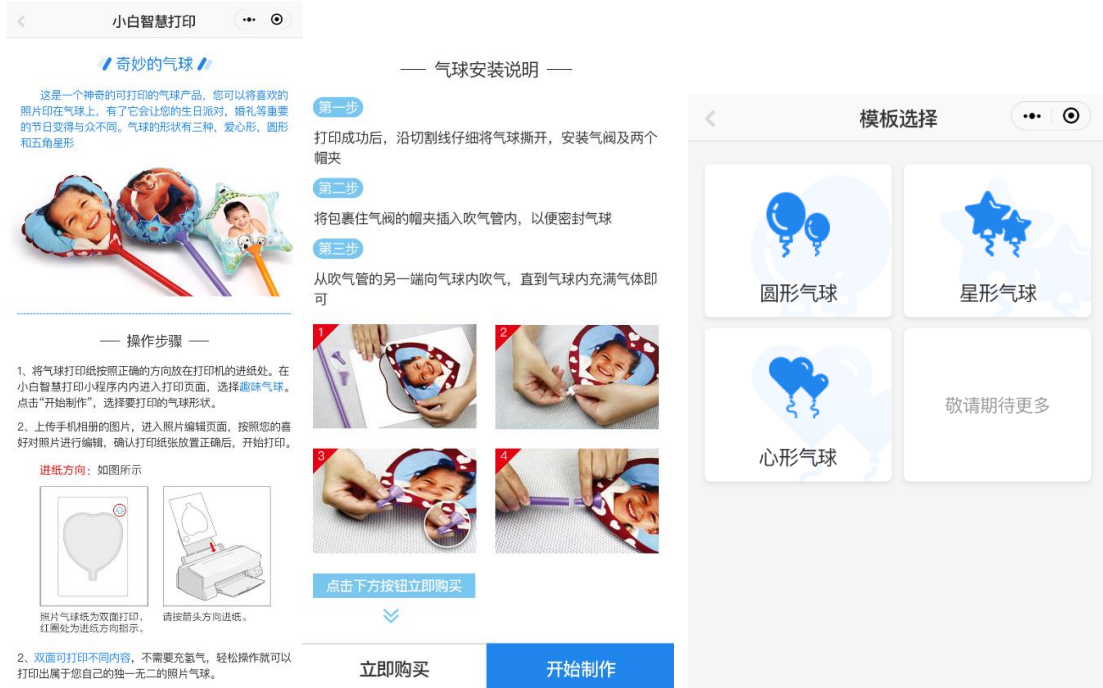 小白智慧打印
奇妙的气球
这是一个神奇的可打印的气球产品，您可以将喜欢的
照片印在气球上，有了它会让您的生日派对，婚礼等重要
的节日变得与众不同。气球的形状有三种，爱心形，圆形
和五角星形
操作步骤
1、将气球打印纸按照正确的方向放在打印机的进纸处。在
小白智慧打印小程序内内进入打印页面，选择趣味气球。
点击“开始制作”，选择要打印的气球形状。
2、上传手机相册的图片，进入照片编辑页面，按照您的喜
好对照片进行编辑，确认打印纸张放置正确后，开始打印。
进纸方向：如图所示
照片气球纸为双面打印，
红圈处为进纸方向指示。
请按箭头方向进纸。
2、双面可打印不同内容，不需要充氢气，轻松操作就可以
打印出属于您自己的独一无二的照片气球。
气球安装说明
第一步
打印成功后，沿切割线仔细将气球撕开，安装气阀及两个
帽夹
第二步
将包裹住气阀的帽夹插入吹气管内，以便密封气球
第三步
从吹气管的另一端向气球内吹气，直到气球内充满气体即
可
1
2
3
4
点击下方按钮立即购买
立即购买
开始制作
模板选择
圆形气球
星形气球
心形气球
敬请期待更多